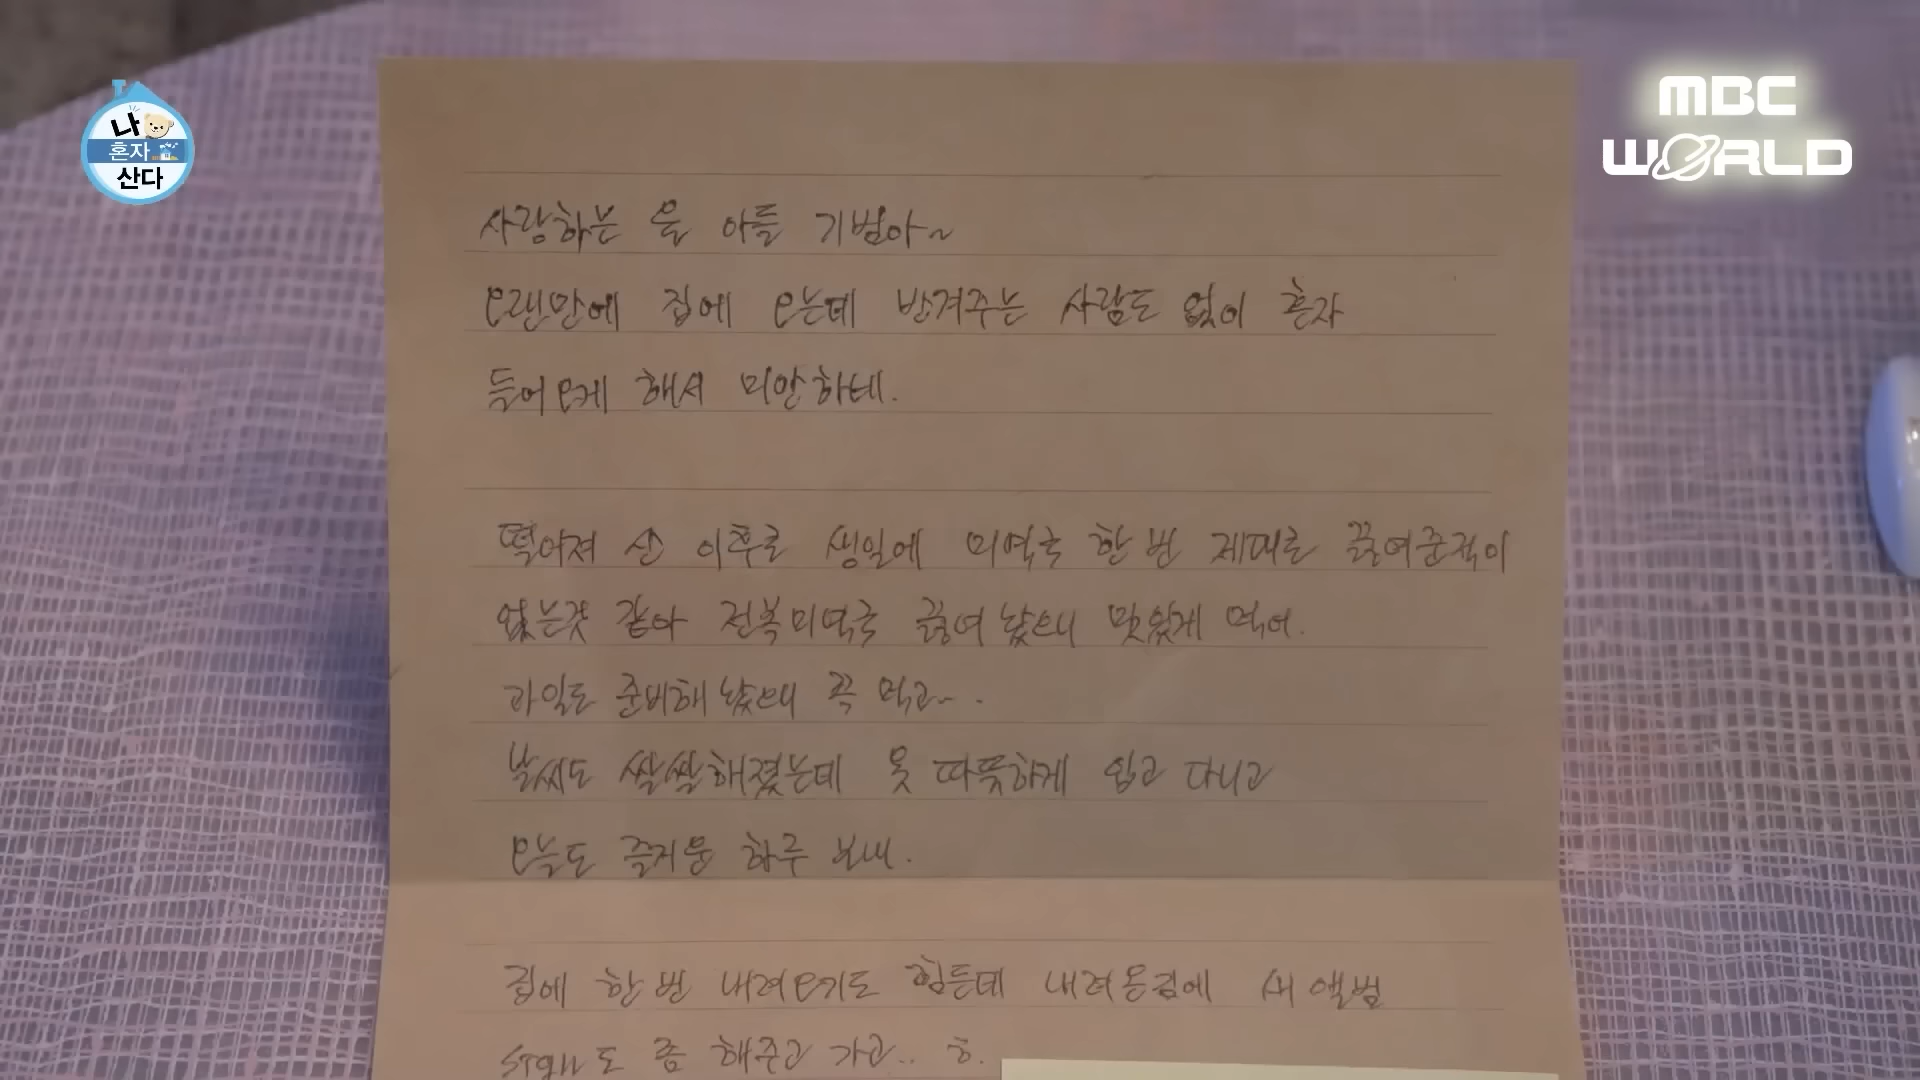 나
혼자
산다
MBC
WORLD
사랑하는 울 아들 기범아~
오랜만에 집에 오는데 반겨주는 사람도 없이 혼자
들어오게 해서 미안하네.
떨어져 산 이후로 생일에 미역국 한 번 제대로 끓여준적이
없는것 같아 전복미역국 끓여 놨으니 맛있게 먹어.
과일도 준비해 놨으니 꼭 먹고~.
날씨도 쌀쌀해졌는데 옷 따뜻하게 입고 다니고
오늘도 즐거운 하루 보내.
집에 한 번 내려오기도 힘든데 내려온김에 새 앨범
sign도 좀 해주고 가고.. ㅎ.